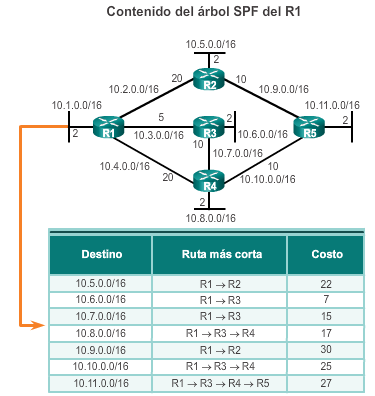 Contenido del árbol SPF del R1
10.5.0.0/16
2
20
R2
10
10.2.0.0/16
10.9.0.0/16
10.1.0.0/16
10.11.0.0/16
5
2
2
R1
10.3.0.0/16
R3
10.6.0.0/16
R5
2
10
10.7.0.0/16
10.4.0.0/16
10
20
R4
10.10.0.0/16
2
10.8.0.0/16
Destino Ruta más corta Costo
10.5.0.0/16 R1 → R2 22
10.6.0.0/16 R1 → R3 7
10.7.0.0/16 R1 → R3 15
10.8.0.0/16 R1 → R3 → R4 17
10.9.0.0/16 R1 → R2 30
10.10.0.0/16 R1 → R3 → R4 25
10.11.0.0/16 R1 → R3 → R4 → R5 27